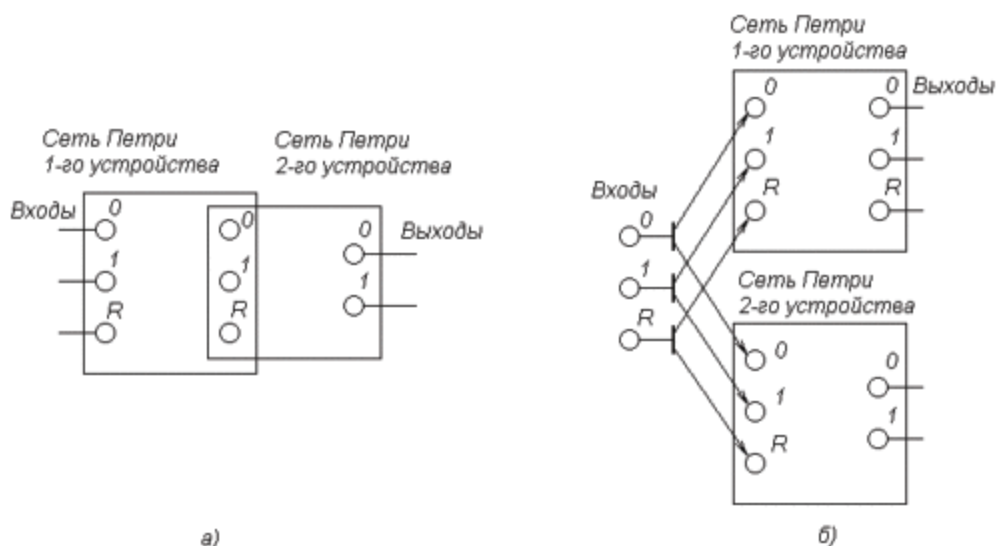 Сеть Петри
1-го устройства
Сеть Петри
2-го устройства
Входы
0
0
0
Выходы
1
1
1
R
R
а)
Сеть Петри
1-го устройства
0
0
Выходы
1
1
R
R
Входы
0
1
R
Сеть Петри
2-го устройства
0
0
1
1
R
б)